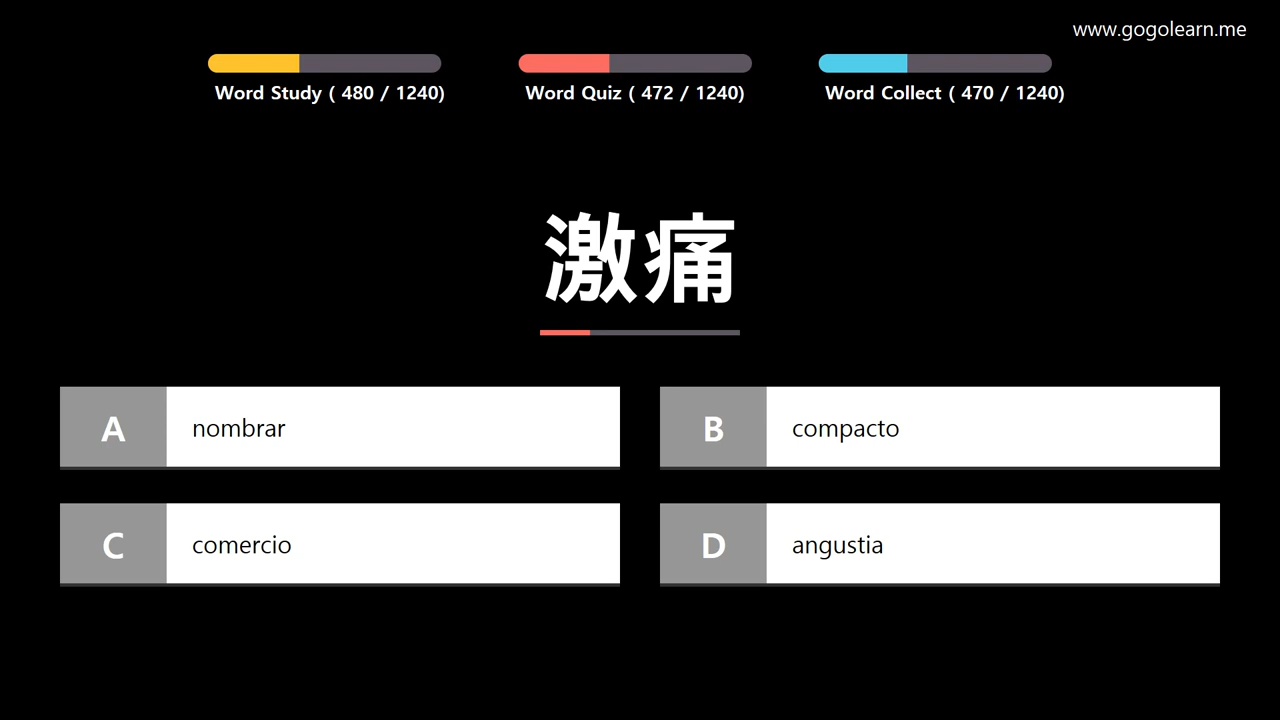 www.gogolearn.me
Word Study ( 480 / 1240)
Word Quiz ( 472 / 1240)
Word Collect ( 470 / 1240)
激痛
A nombrar
B compacto
C comercio
D angustia